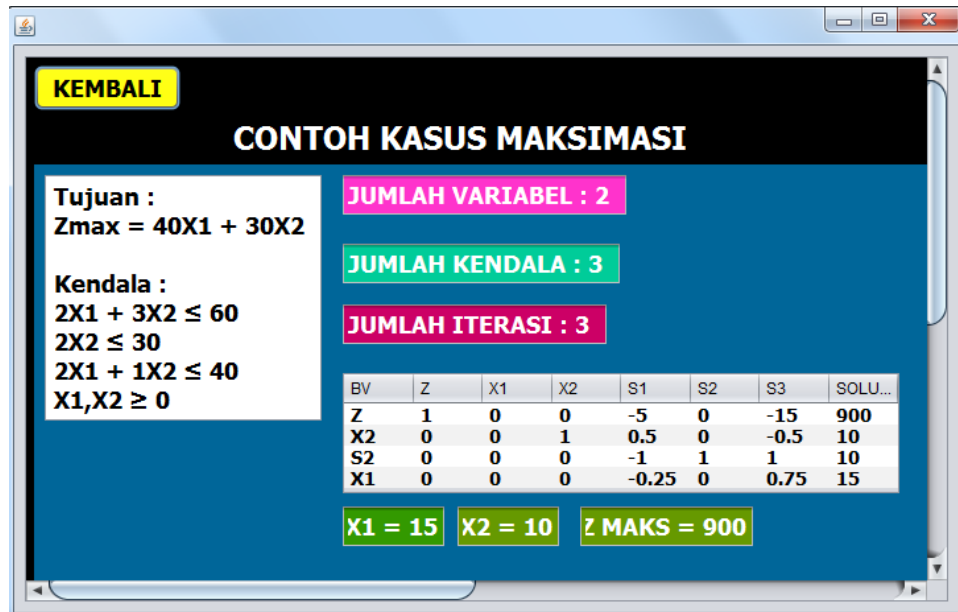 KEMBALI
CONTOH KASUS MAKSIMASI
Tujuan :
Zmax = 40X1 + 30X2
Kendala :
2X1 + 3X2 ≤ 60
2X2 ≤ 30
2X1 + 1X2 ≤ 40
X1,X2 ≥ 0
JUMLAH VARIABEL : 2
JUMLAH KENDALA : 3
JUMLAH ITERASI : 3
BV Z X1 X2 S1 S2 S3 SOLU...
Z 1 0 0 -5 0 -15 900
X2 0 0 1 0.5 0 -0.5 10
S2 0 0 0 -1 1 1 10
X1 0 0 0 -0.25 0 0.75 15
X1 = 15 X2 = 10 Z MAKS = 900